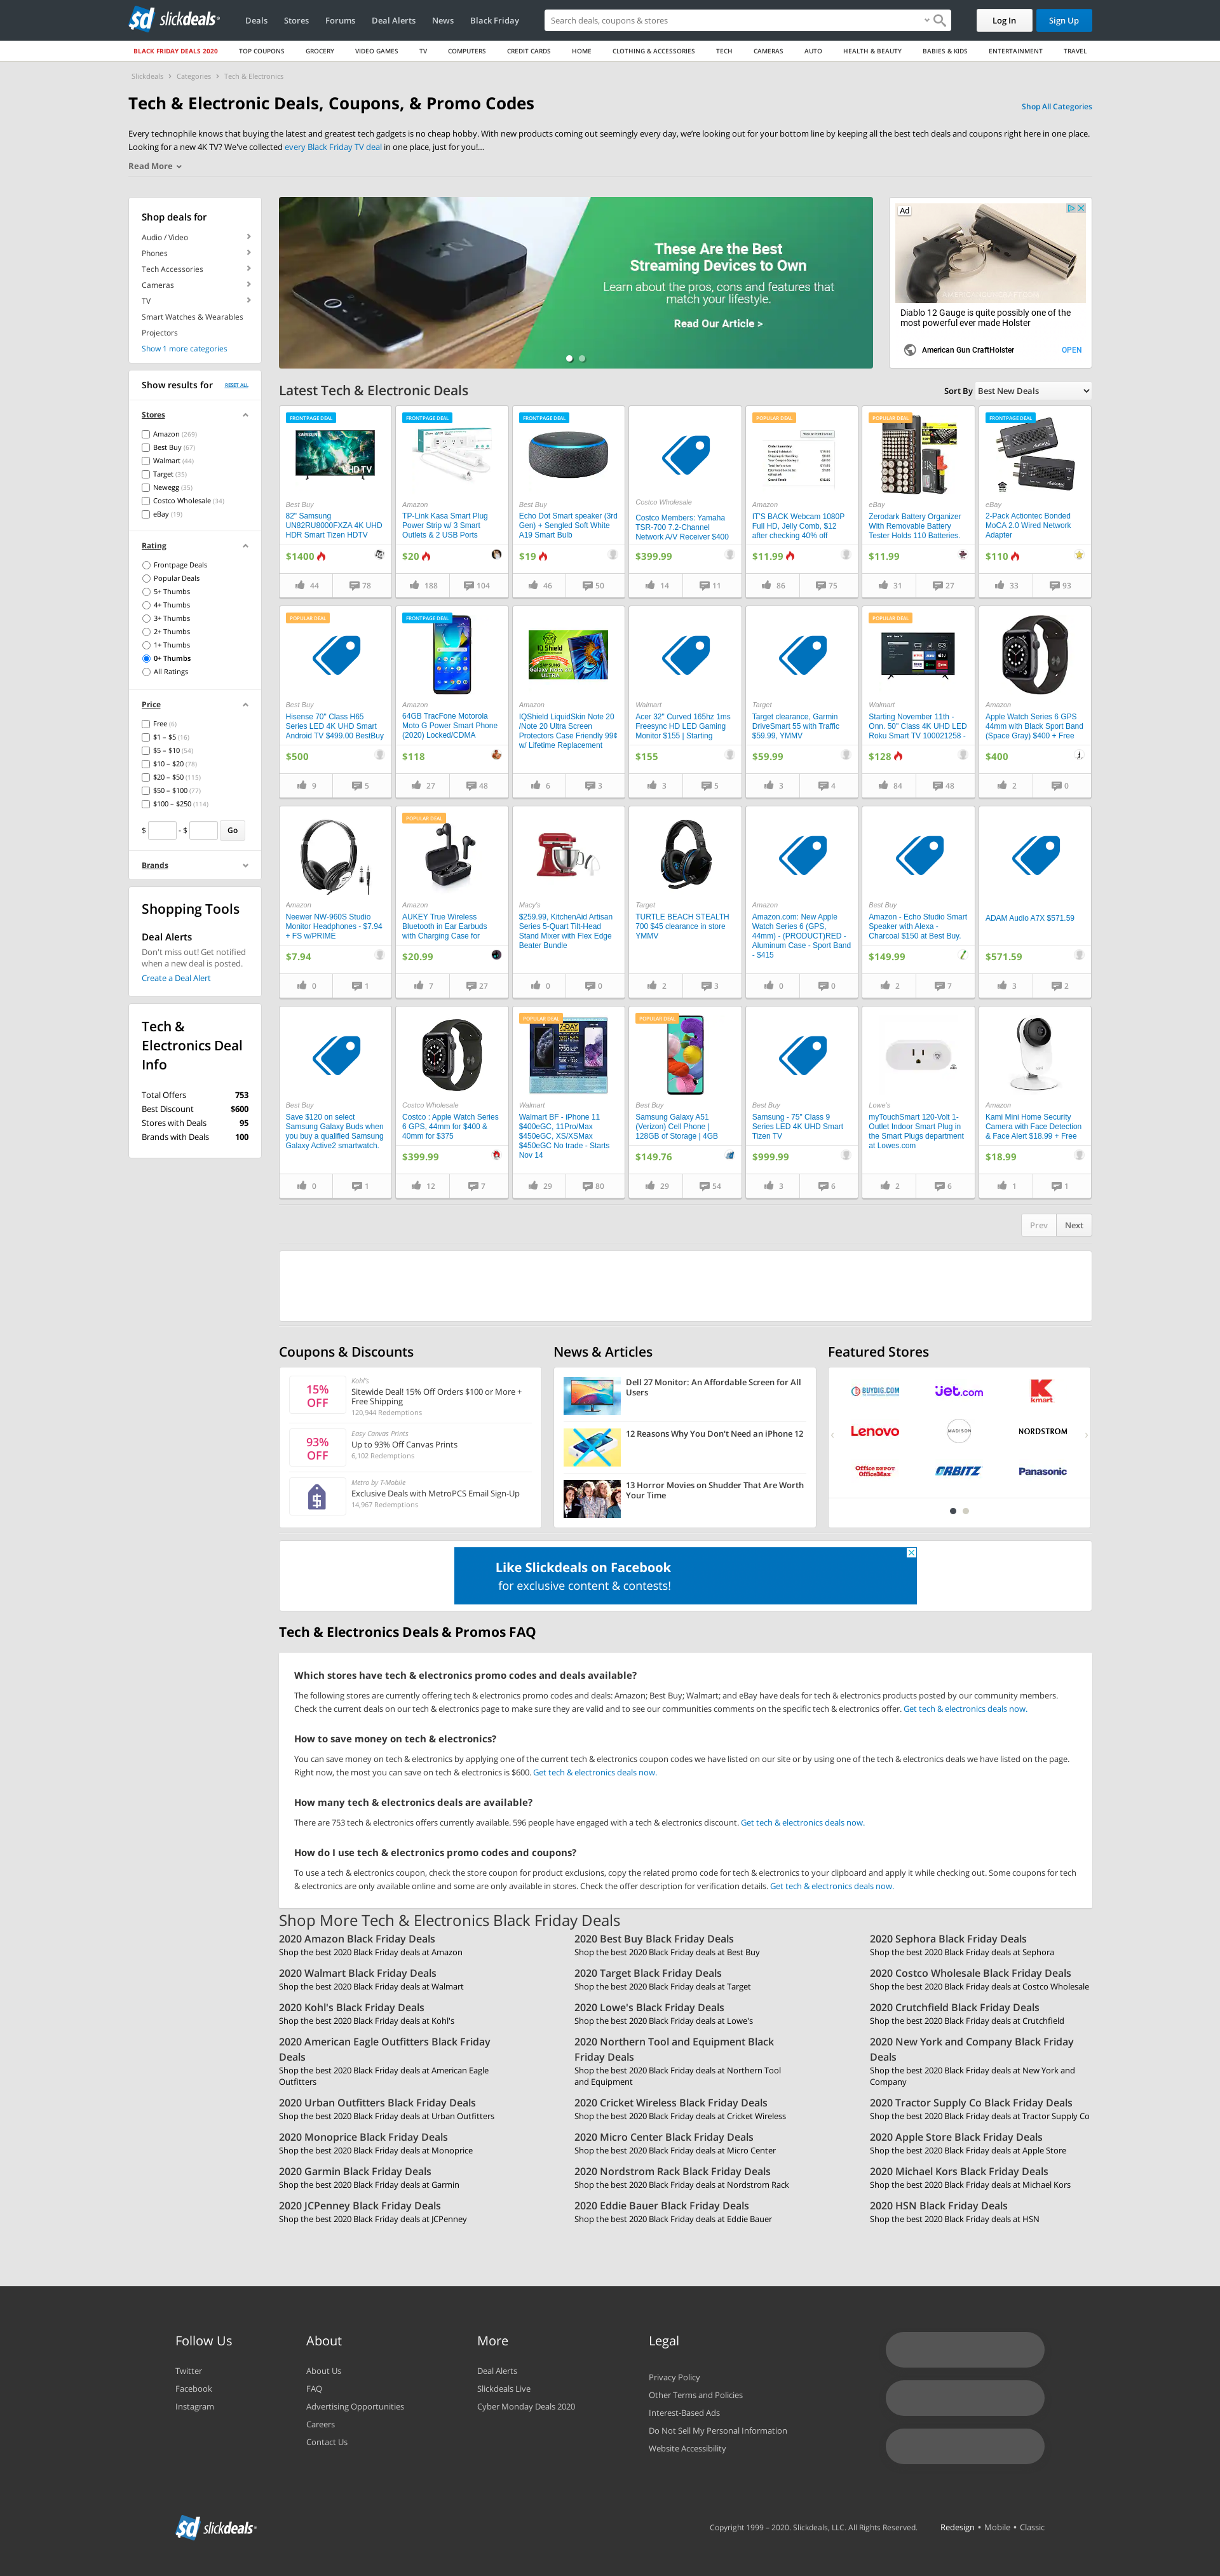 sd slickdeals
Deals Stores Forums Deal Alerts News Black Friday
Search deals, coupons & stores
Log In Sign Up
BLACK FRIDAY DEALS 2020 TOP COUPONS GROCERY VIDEO GAMES TV COMPUTERS CREDIT CARDS HOME CLOTHING & ACCESSORIES TECH CAMERAS AUTO HEALTH & BEAUTY BABIES & KIDS ENTERTAINMENT TRAVEL
Slickdeals > Categories > Tech & Electronics
Tech & Electronic Deals, Coupons, & Promo Codes
Shop All Categories
Every technophile knows that buying the latest and greatest tech gadgets is no cheap hobby. With new products coming out seemingly every day, we're looking out for your bottom line by keeping all the best tech deals and coupons right here in one place.
Looking for a new 4K TV? We've collected every Black Friday TV deal in one place, just for you!...
Read More
Shop deals for
Audio / Video
Phones
Tech Accessories
Cameras
TV
Smart Watches & Wearables
Projectors
Show 1 more categories
Show results for RESET ALL
Stores
Amazon (269)
Best Buy (67)
Walmart (44)
Target (35)
Newegg (35)
Costco Wholesale (34)
eBay (19)
Rating
Frontpage Deals
Popular Deals
5+ Thumbs
4+ Thumbs
3+ Thumbs
2+ Thumbs
1+ Thumbs
0+ Thumbs
All Ratings
Price
Free (6)
$1 – $5 (16)
$5 – $10 (54)
$10 – $20 (78)
$20 – $50 (115)
$50 – $100 (77)
$100 – $250 (114)
$ - $ Go
Brands
Shopping Tools
Deal Alerts
Don't miss out! Get notified
when a new deal is posted.
Create a Deal Alert
Tech &
Electronics Deal
Info
Total Offers 753
Best Discount $600
Stores with Deals 95
Brands with Deals 100
These Are the Best
Streaming Devices to Own
Learn about the pros, cons and features that
match your lifestyle.
Read Our Article >
Ad
Diablo 12 Gauge is quite possibly one of the
most powerful ever made Holster
American Gun CraftHolster OPEN
Latest Tech & Electronic Deals
Sort By Best New Deals
FRONTPAGE DEAL
SAMSUNG
HDTV
Best Buy
82" Samsung
UN82RU8000FXZA 4K UHD
HDR Smart Tizen HDTV
$1400
44 78
FRONTPAGE DEAL
Amazon
TP-Link Kasa Smart Plug
Power Strip w/ 3 Smart
Outlets & 2 USB Ports
$20
188 104
FRONTPAGE DEAL
Best Buy
Echo Dot Smart speaker (3rd
Gen) + Sengled Soft White
A19 Smart Bulb
$19
46 50
Costco Wholesale
Costco Members: Yamaha
TSR-700 7.2-Channel
Network A/V Receiver $400
$399.99
14 11
POPULAR DEAL
Amazon
IT'S BACK Webcam 1080P
Full HD, Jelly Comb, $12
after checking 40% off
$11.99
86 75
POPULAR DEAL
eBay
Zerodark Battery Organizer
With Removable Battery
Tester Holds 110 Batteries.
$11.99
31 27
FRONTPAGE DEAL
eBay
2-Pack Actiontec Bonded
MoCA 2.0 Wired Network
Adapter
$110
33 93
POPULAR DEAL
Best Buy
Hisense 70" Class H65
Series LED 4K UHD Smart
Android TV $499.00 BestBuy
$500
9 5
FRONTPAGE DEAL
Amazon
64GB TracFone Motorola
Moto G Power Smart Phone
(2020) Locked/CDMA
$118
27 48
IQ Shield
Amazon
IQShield LiquidSkin Note 20
/Note 20 Ultra Screen
Protectors Case Friendly 99¢
w/ Lifetime Replacement
6 3
Walmart
Acer 32" Curved 165hz 1ms
Freesync HD LED Gaming
Monitor $155 | Starting
$155
3 5
Target
Target clearance, Garmin
DriveSmart 55 with Traffic
$59.99, YMMV
$59.99
3 4
POPULAR DEAL
Walmart
Starting November 11th -
Onn. 50" Class 4K UHD LED
Roku Smart TV 100021258 -
$128
84 48
Amazon
Apple Watch Series 6 GPS
44mm with Black Sport Band
(Space Gray) $400 + Free
$400
2 0
Amazon
Neewer NW-960S Studio
Monitor Headphones - $7.94
+ FS w/PRIME
$7.94
0 1
POPULAR DEAL
Amazon
AUKEY True Wireless
Bluetooth in Ear Earbuds
with Charging Case for
$20.99
7 27
Macy's
$259.99, KitchenAid Artisan
Series 5-Quart Tilt-Head
Stand Mixer with Flex Edge
Beater Bundle
0 0
Target
TURTLE BEACH STEALTH
700 $45 clearance in store
YMMV
2 3
Amazon
Amazon.com: New Apple
Watch Series 6 (GPS,
44mm) - (PRODUCT)RED -
Aluminum Case - Sport Band
- $415
0 0
Best Buy
Amazon - Echo Studio Smart
Speaker with Alexa -
Charcoal $150 at Best Buy.
$149.99
2 7
ADAM Audio A7X $571.59
$571.59
3 2
Best Buy
Save $120 on select
Samsung Galaxy Buds when
you buy a qualified Samsung
Galaxy Active2 smartwatch.
0 1
Costco Wholesale
Costco : Apple Watch Series
6 GPS, 44mm for $400 &
40mm for $375
$399.99
12 7
POPULAR DEAL
7-DAY
Walmart
Walmart BF - iPhone 11
$400eGC, 11Pro/Max
$450eGC, XS/XSMax
$450eGC No trade - Starts
Nov 14
29 80
POPULAR DEAL
Best Buy
Samsung Galaxy A51
(Verizon) Cell Phone |
128GB of Storage | 4GB
$149.76
29 54
Best Buy
Samsung - 75" Class 9
Series LED 4K UHD Smart
Tizen TV
$999.99
3 6
Lowe's
myTouchSmart 120-Volt 1-
Outlet Indoor Smart Plug in
the Smart Plugs department
at Lowes.com
2 6
Amazon
Kami Mini Home Security
Camera with Face Detection
& Face Alert $18.99 + Free
$18.99
1 1
Prev Next
Coupons & Discounts
15%
OFF
Kohl's
Sitewide Deal! 15% Off Orders $100 or More +
Free Shipping
120,944 Redemptions
93%
OFF
Easy Canvas Prints
Up to 93% Off Canvas Prints
6,102 Redemptions
Metro by T-Mobile
Exclusive Deals with MetroPCS Email Sign-Up
14,967 Redemptions
News & Articles
Dell 27 Monitor: An Affordable Screen for All
Users
12 Reasons Why You Don't Need an iPhone 12
13 Horror Movies on Shudder That Are Worth
Your Time
Featured Stores
BUYDIG.COM jet.com K kmart
Lenovo MADISON NORDSTROM
Office DEPOT OfficeMax ORBITZ Panasonic
Like Slickdeals on Facebook
for exclusive content & contests!
Tech & Electronics Deals & Promos FAQ
Which stores have tech & electronics promo codes and deals available?
The following stores are currently offering tech & electronics promo codes and deals: Amazon; Best Buy; Walmart; and eBay have deals for tech & electronics products posted by our community members.
Check the current deals on our tech & electronics page to make sure they are valid and to see our communities comments on the specific tech & electronics offer. Get tech & electronics deals now.
How to save money on tech & electronics?
You can save money on tech & electronics by applying one of the current tech & electronics coupon codes we have listed on our site or by using one of the tech & electronics deals we have listed on the page.
Right now, the most you can save on tech & electronics is $600. Get tech & electronics deals now.
How many tech & electronics deals are available?
There are 753 tech & electronics offers currently available. 596 people have engaged with a tech & electronics discount. Get tech & electronics deals now.
How do I use tech & electronics promo codes and coupons?
To use a tech & electronics coupon, check the store coupon for product exclusions, copy the related promo code for tech & electronics to your clipboard and apply it while checking out. Some coupons for tech
& electronics are only available online and some are only available in stores. Check the offer description for verification details. Get tech & electronics deals now.
Shop More Tech & Electronics Black Friday Deals
2020 Amazon Black Friday Deals
Shop the best 2020 Black Friday deals at Amazon
2020 Best Buy Black Friday Deals
Shop the best 2020 Black Friday deals at Best Buy
2020 Sephora Black Friday Deals
Shop the best 2020 Black Friday deals at Sephora
2020 Walmart Black Friday Deals
Shop the best 2020 Black Friday deals at Walmart
2020 Target Black Friday Deals
Shop the best 2020 Black Friday deals at Target
2020 Costco Wholesale Black Friday Deals
Shop the best 2020 Black Friday deals at Costco Wholesale
2020 Kohl's Black Friday Deals
Shop the best 2020 Black Friday deals at Kohl's
2020 Lowe's Black Friday Deals
Shop the best 2020 Black Friday deals at Lowe's
2020 Crutchfield Black Friday Deals
Shop the best 2020 Black Friday deals at Crutchfield
2020 American Eagle Outfitters Black Friday
Deals
Shop the best 2020 Black Friday deals at American Eagle
Outfitters
2020 Northern Tool and Equipment Black
Friday Deals
Shop the best 2020 Black Friday deals at Northern Tool
and Equipment
2020 New York and Company Black Friday
Deals
Shop the best 2020 Black Friday deals at New York and
Company
2020 Urban Outfitters Black Friday Deals
Shop the best 2020 Black Friday deals at Urban Outfitters
2020 Cricket Wireless Black Friday Deals
Shop the best 2020 Black Friday deals at Cricket Wireless
2020 Tractor Supply Co Black Friday Deals
Shop the best 2020 Black Friday deals at Tractor Supply Co
2020 Monoprice Black Friday Deals
Shop the best 2020 Black Friday deals at Monoprice
2020 Micro Center Black Friday Deals
Shop the best 2020 Black Friday deals at Micro Center
2020 Apple Store Black Friday Deals
Shop the best 2020 Black Friday deals at Apple Store
2020 Garmin Black Friday Deals
Shop the best 2020 Black Friday deals at Garmin
2020 Nordstrom Rack Black Friday Deals
Shop the best 2020 Black Friday deals at Nordstrom Rack
2020 Michael Kors Black Friday Deals
Shop the best 2020 Black Friday deals at Michael Kors
2020 JCPenney Black Friday Deals
Shop the best 2020 Black Friday deals at JCPenney
2020 Eddie Bauer Black Friday Deals
Shop the best 2020 Black Friday deals at Eddie Bauer
2020 HSN Black Friday Deals
Shop the best 2020 Black Friday deals at HSN
Follow Us
Twitter
Facebook
Instagram
About
About Us
FAQ
Advertising Opportunities
Careers
Contact Us
More
Deal Alerts
Slickdeals Live
Cyber Monday Deals 2020
Legal
Privacy Policy
Other Terms and Policies
Interest-Based Ads
Do Not Sell My Personal Information
Website Accessibility
sd slickdeals
Copyright 1999 – 2020. Slickdeals, LLC. All Rights Reserved. Redesign • Mobile • Classic